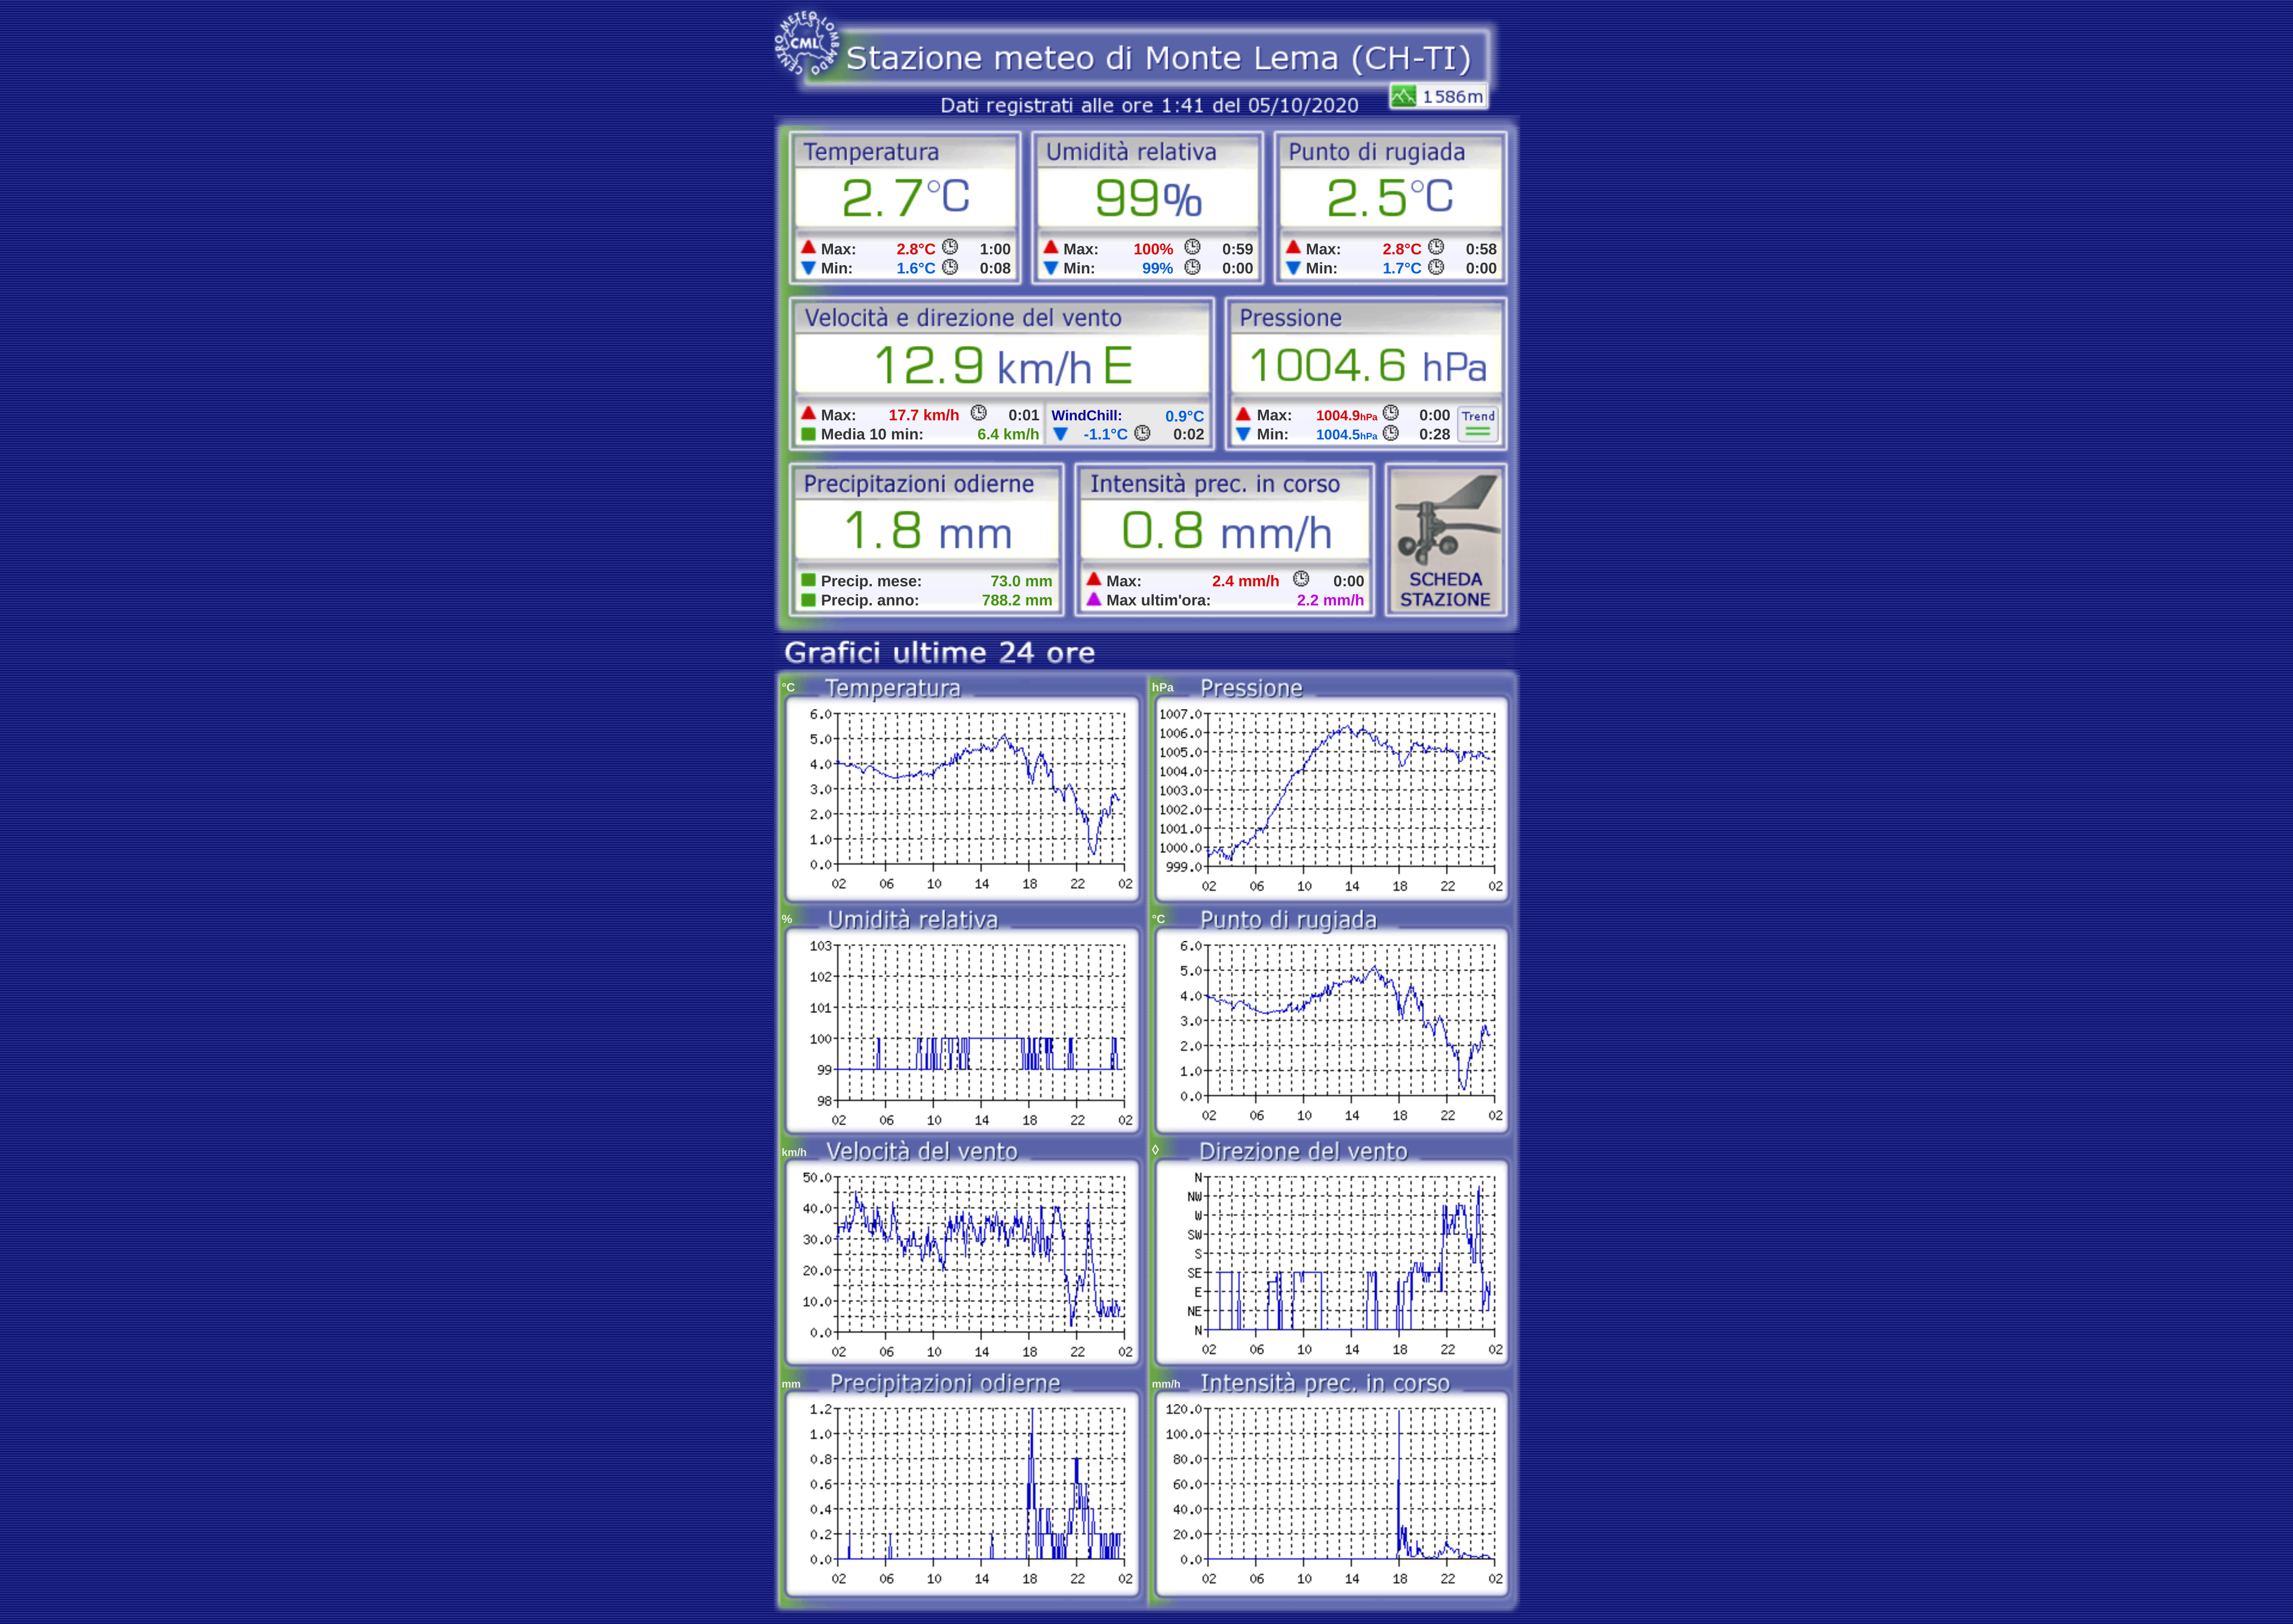 CENTRO METEO LOMBARDO
CML
Stazione meteo di Monte Lema (CH-TI)
1586m
Dati registrati alle ore 1:41 del 05/10/2020
Temperatura
2.7°C
Max: 2.8°C 1:00
Min: 1.6°C 0:08
Umidità relativa
99%
Max: 100% 0:59
Min: 99% 0:00
Punto di rugiada
2.5°C
Max: 2.8°C 0:58
Min: 1.7°C 0:00
Velocità e direzione del vento
12.9 km/h E
Max: 17.7 km/h 0:01
Media 10 min: 6.4 km/h
WindChill: 0.9°C
-1.1°C 0:02
Pressione
1004.6 hPa
Max: 1004.9hPa 0:00
Min: 1004.5hPa 0:28
Trend
Precipitazioni odierne
1.8 mm
Precip. mese: 73.0 mm
Precip. anno: 788.2 mm
Intensità prec. in corso
0.8 mm/h
Max: 2.4 mm/h 0:00
Max ultim'ora: 2.2 mm/h
SCHEDA
STAZIONE
Grafici ultime 24 ore
°C Temperatura
6.0
5.0
4.0
3.0
2.0
1.0
0.0
02 06 10 14 18 22 02
hPa Pressione
1007.0
1006.0
1005.0
1004.0
1003.0
1002.0
1001.0
1000.0
999.0
02 06 10 14 18 22 02
% Umidità relativa
103
102
101
100
99
98
02 06 10 14 18 22 02
°C Punto di rugiada
6.0
5.0
4.0
3.0
2.0
1.0
0.0
02 06 10 14 18 22 02
km/h Velocità del vento
50.0
40.0
30.0
20.0
10.0
0.0
02 06 10 14 18 22 02
◊ Direzione del vento
N
NW
W
SW
S
SE
E
NE
N
02 06 10 14 18 22 02
mm Precipitazioni odierne
1.2
1.0
0.8
0.6
0.4
0.2
0.0
02 06 10 14 18 22 02
mm/h Intensità prec. in corso
120.0
100.0
80.0
60.0
40.0
20.0
0.0
02 06 10 14 18 22 02